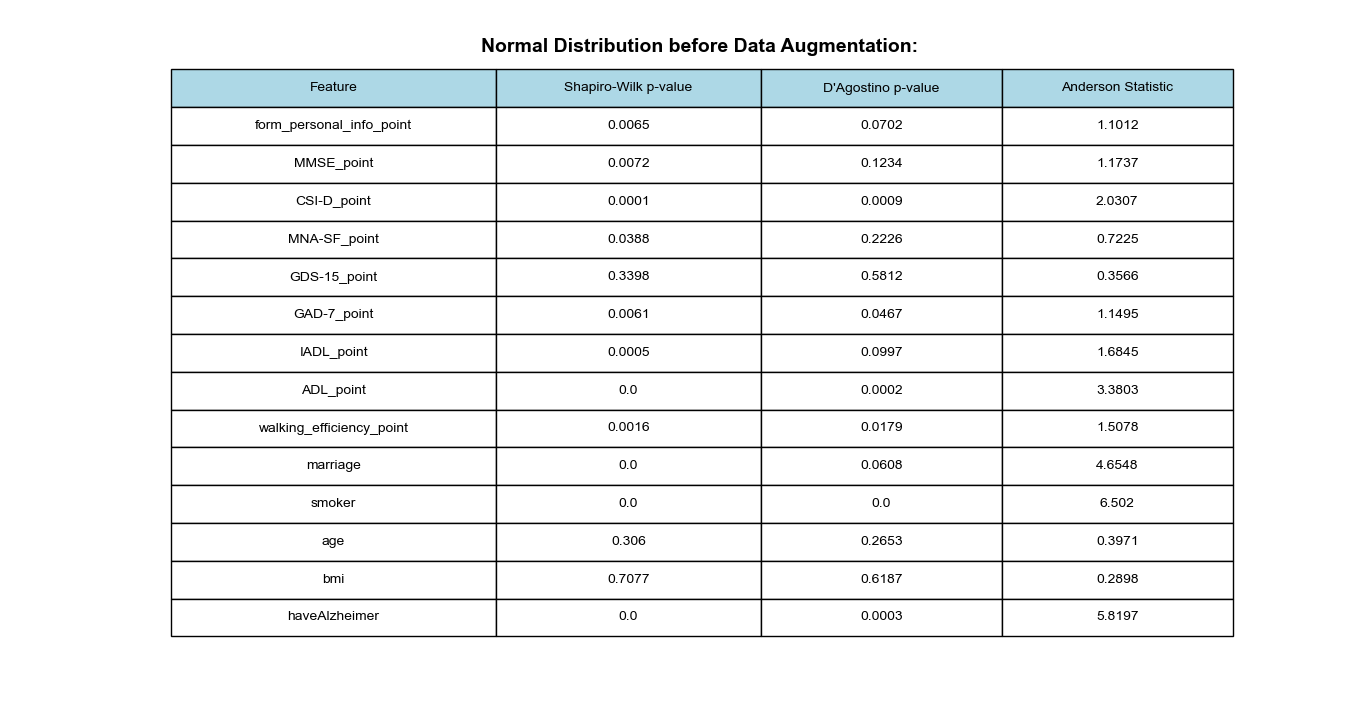 Normal Distribution before Data Augmentation:
Feature Shapiro-Wilk p-value D'Agostino p-value Anderson Statistic
form_personal_info_point 0.0065 0.0702 1.1012
MMSE_point 0.0072 0.1234 1.1737
CSI-D_point 0.0001 0.0009 2.0307
MNA-SF_point 0.0388 0.2226 0.7225
GDS-15_point 0.3398 0.5812 0.3566
GAD-7_point 0.0061 0.0467 1.1495
IADL_point 0.0005 0.0997 1.6845
ADL_point 0.0 0.0002 3.3803
walking_efficiency_point 0.0016 0.0179 1.5078
marriage 0.0 0.0608 4.6548
smoker 0.0 0.0 6.502
age 0.306 0.2653 0.3971
bmi 0.7077 0.6187 0.2898
haveAlzheimer 0.0 0.0003 5.8197